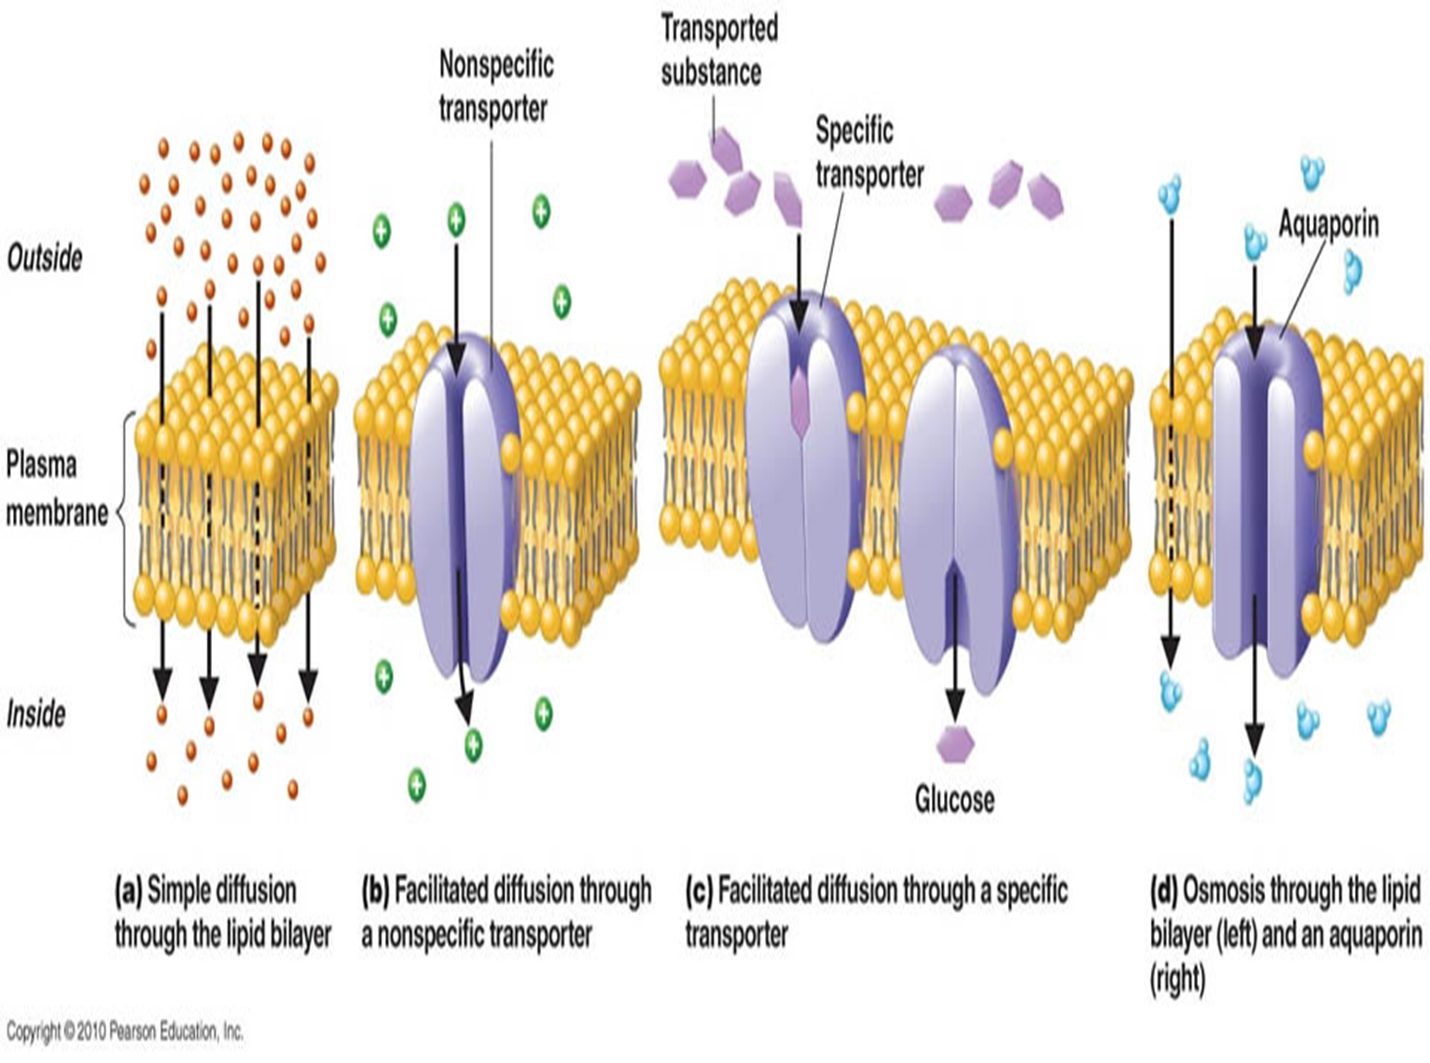 Transported
substance
Nonspecific
transporter
Specific
transporter
Aquaporin
Outside
Plasma
membrane
Inside
Glucose
(a) Simple diffusion
through the lipid bilayer
(b) Facilitated diffusion through
a nonspecific transporter
(c) Facilitated diffusion through a specific
transporter
(d) Osmosis through the lipid
bilayer (left) and an aquaporin
(right)
Copyright © 2010 Pearson Education, Inc.